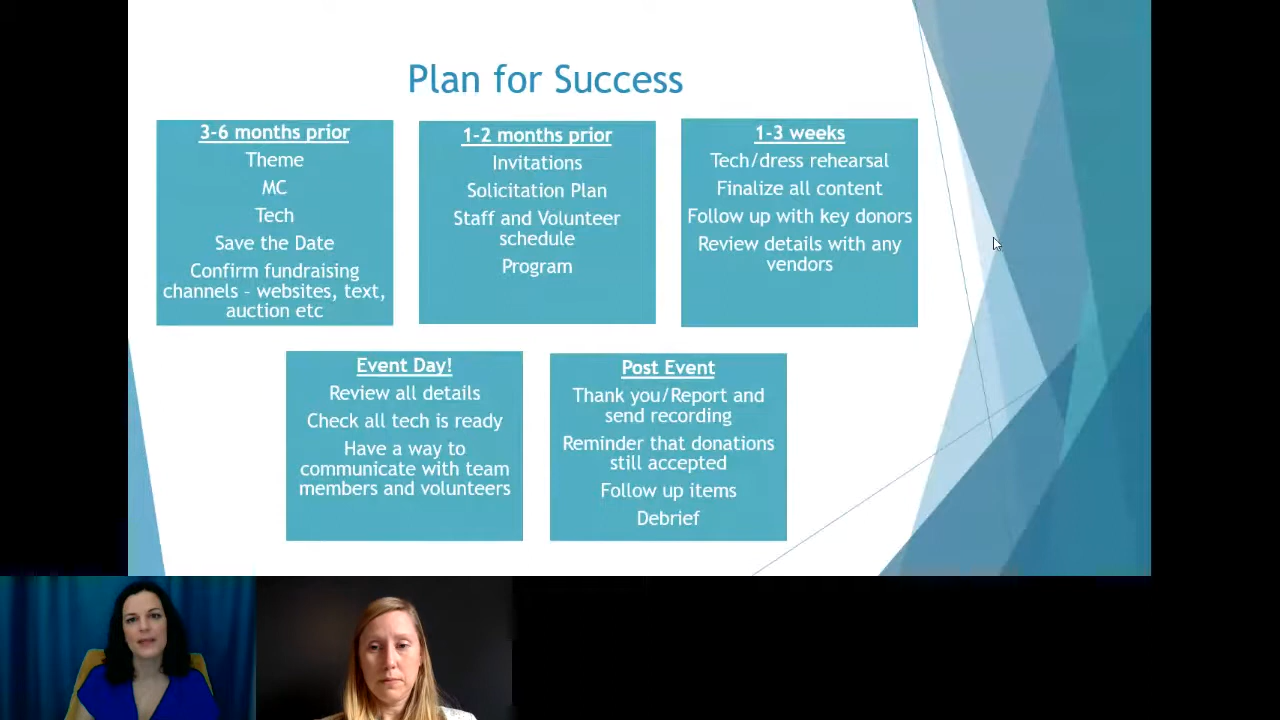 Plan for Success
3-6 months prior
Theme
MC
Tech
Save the Date
Confirm fundraising
channels - websites, text,
auction etc
1-2 months prior
Invitations
Solicitation Plan
Staff and Volunteer
schedule
Program
1-3 weeks
Tech/dress rehearsal
Finalize all content
Follow up with key donors
Review details with any
vendors
Event Day!
Review all details
Check all tech is ready
Have a way to
communicate with team
members and volunteers
Post Event
Thank you/Report and
send recording
Reminder that donations
still accepted
Follow up items
Debrief